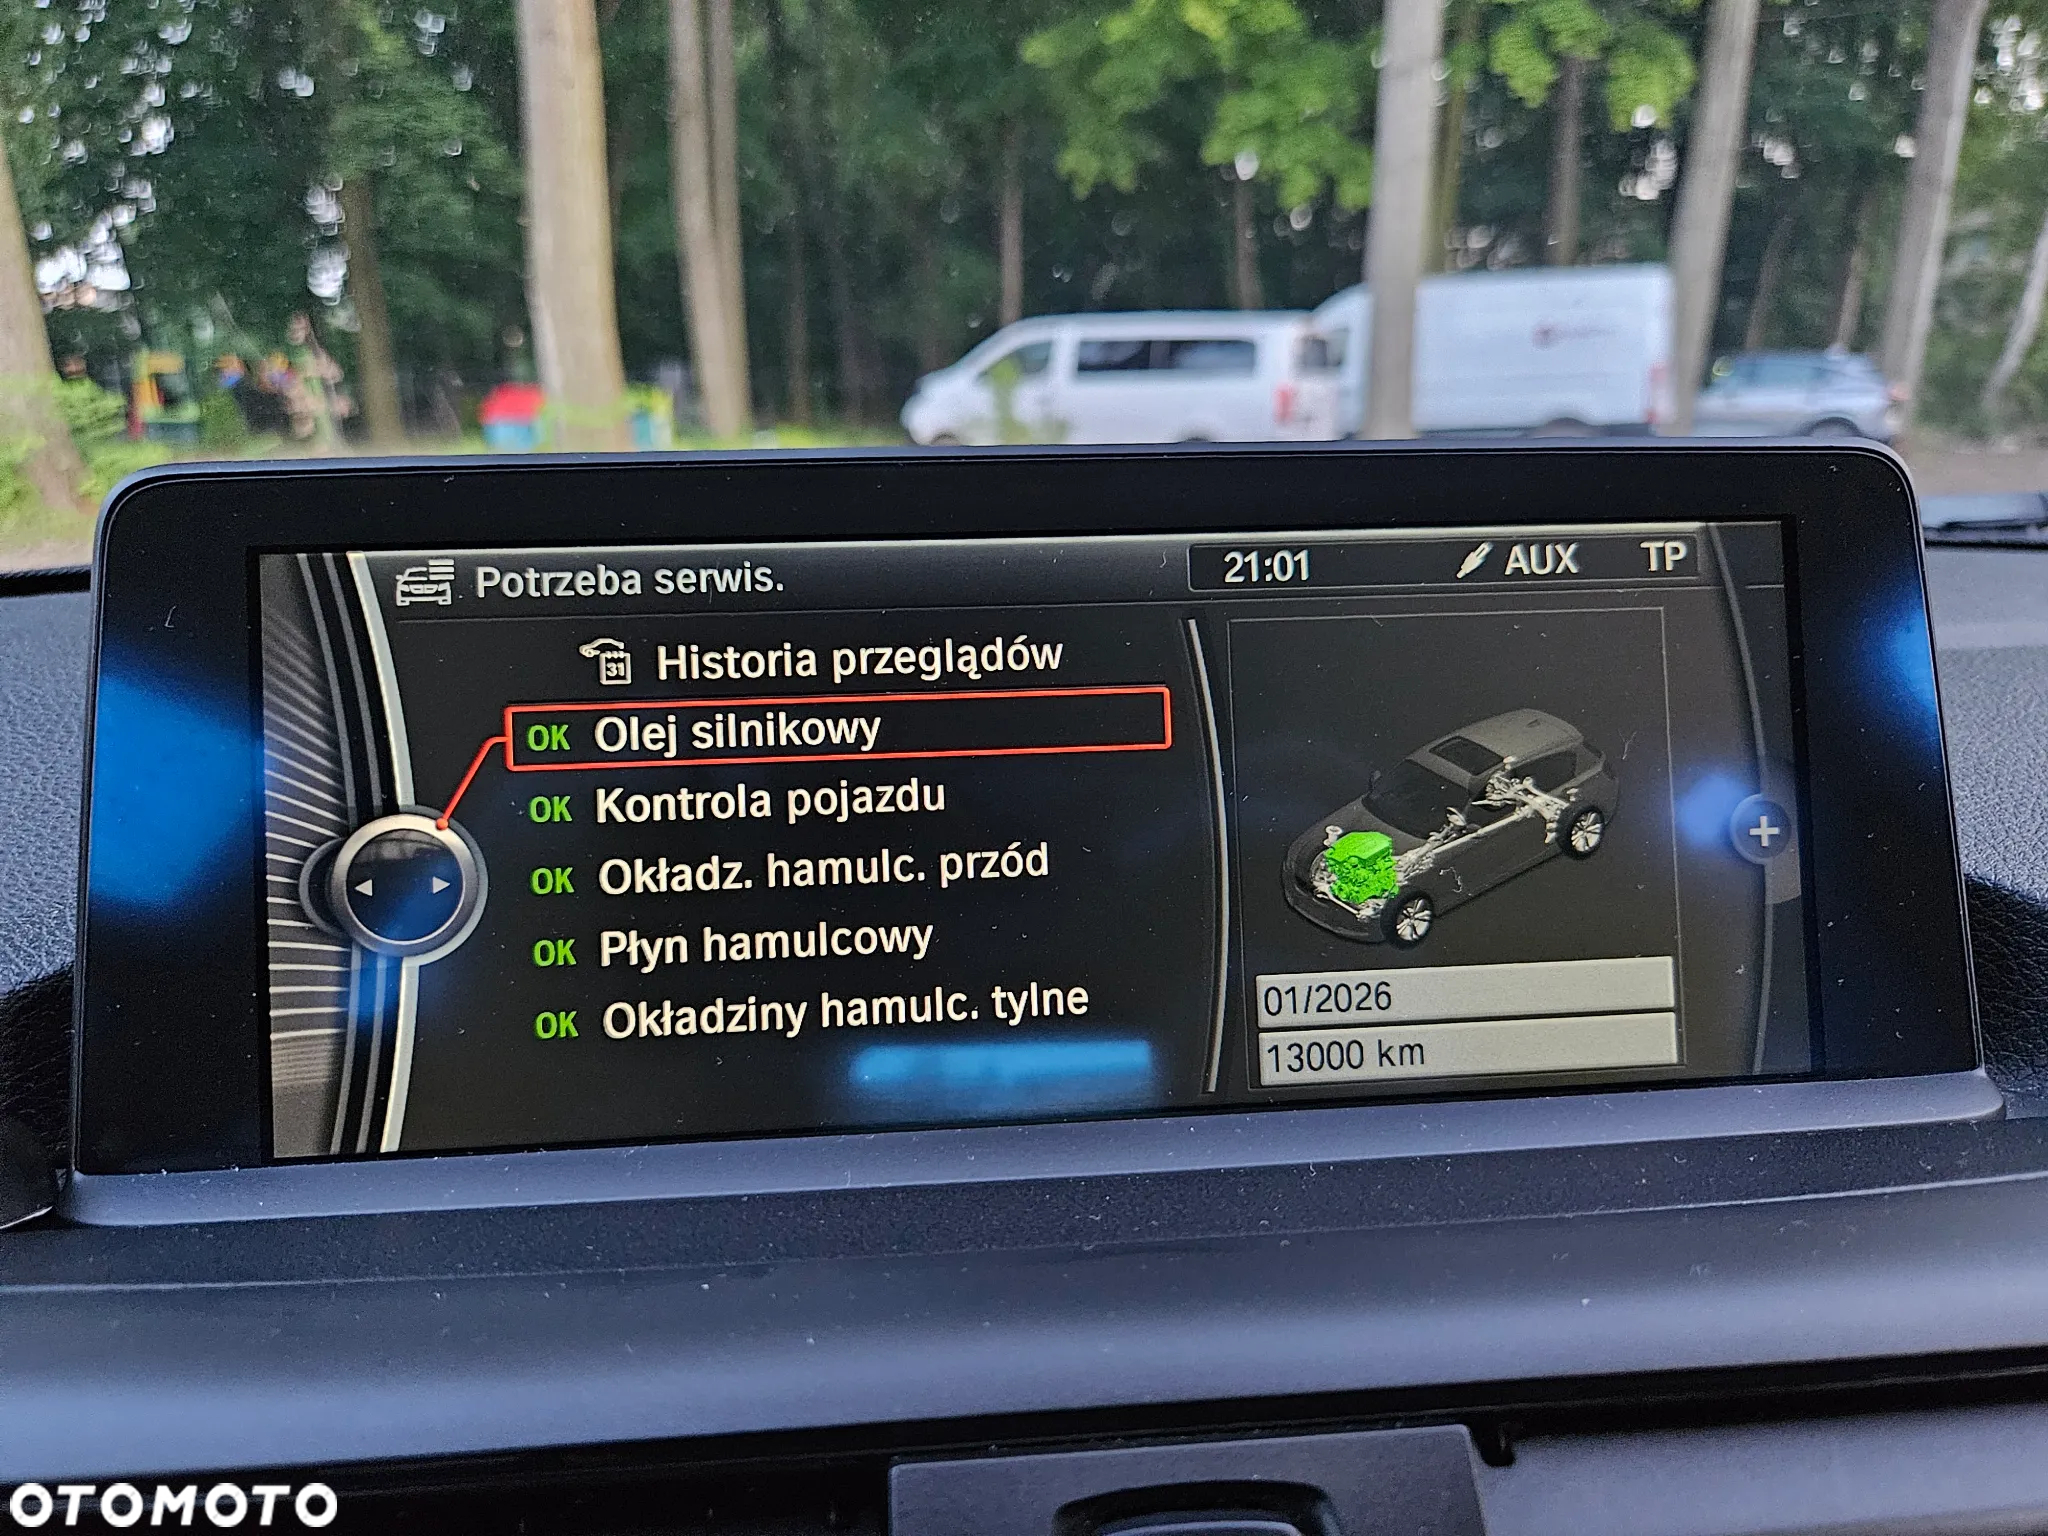 Potrzeba serwis.
21:01
AUX
TP
31
Historia przeglądów
OK Olej silnikowy
OK Kontrola pojazdu
OK Okładz. hamulc. przód
OK Płyn hamulcowy
OK Okładziny hamulc. tylne
01/2026
13000 km
OTOMOTO